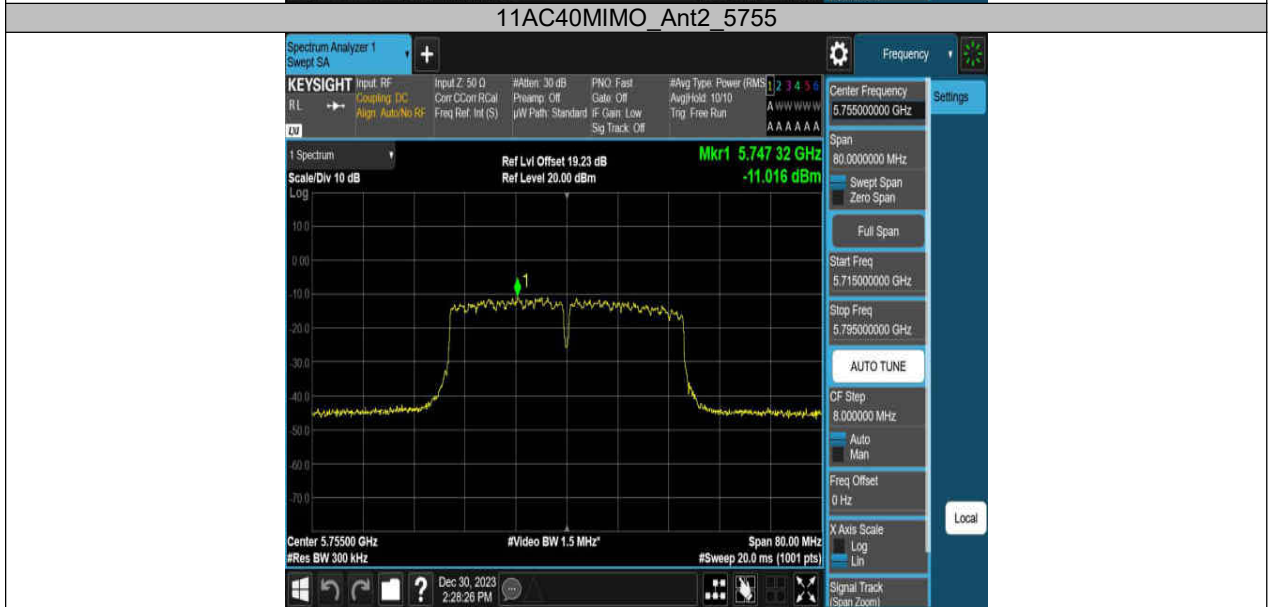 11AC40MIMO_Ant2_5755
Spectrum Analyzer 1
Swept SA
+
Frequency
KEYSIGHT
RL
LXI
Input: RF
Coupling: DC
Align: Auto/No RF
Input Z: 50 Ω
Corr CCorr RCal
Freq Ref: Int (S)
#Atten: 30 dB
Preamp: Off
µW Path: Standard
PNO: Fast
Gate: Off
IF Gain: Low
Sig Track: Off
#Avg Type: Power (RMS
Avg|Hold: 10/10
Trig: Free Run
1 2 3 4 5 6
A W W W W W
A A A A A A
Center Frequency
5.755000000 GHz
Settings
1 Spectrum
Ref Lvl Offset 19.23 dB
Mkr1 5.747 32 GHz
Scale/Div 10 dB
Ref Level 20.00 dBm
-11.016 dBm
Span
80.0000000 MHz
Swept Span
Zero Span
Full Span
Start Freq
5.715000000 GHz
Stop Freq
5.795000000 GHz
AUTO TUNE
CF Step
8.000000 MHz
Auto
Man
Freq Offset
0 Hz
X Axis Scale
Log
Lin
Signal Track
(Span Zoom)
Local
Log
10.0
0.00
-10.0
-20.0
-30.0
-40.0
-50.0
-60.0
-70.0
1
Center 5.75500 GHz
#Video BW 1.5 MHz*
Span 80.00 MHz
#Res BW 300 kHz
#Sweep 20.0 ms (1001 pts)
?
Dec 30, 2023
2:28:26 PM